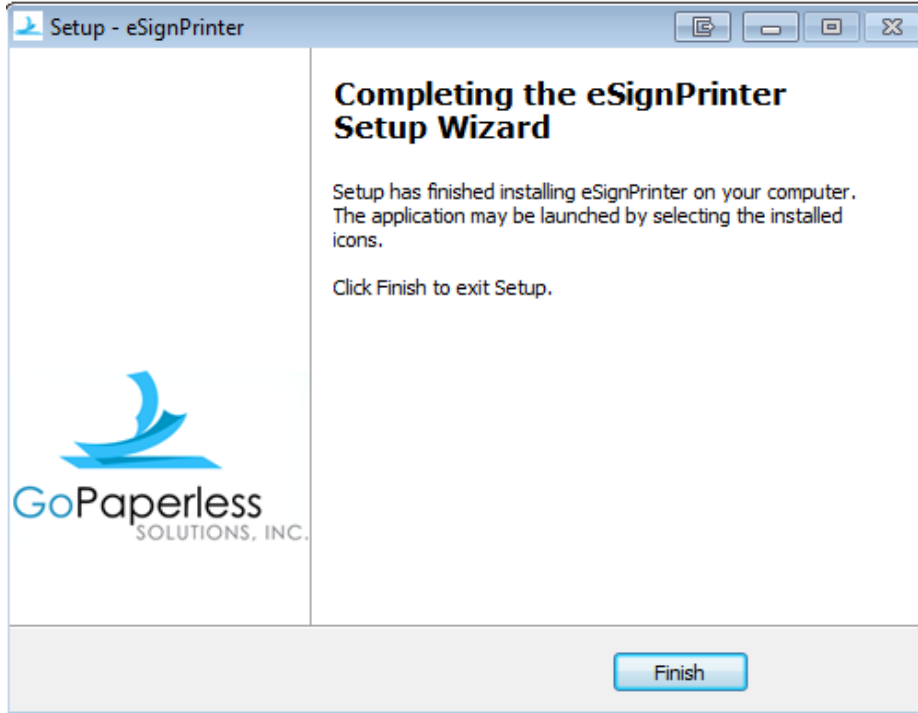 Setup - eSignPrinter
Completing the eSignPrinter
Setup Wizard
Setup has finished installing eSignPrinter on your computer.
The application may be launched by selecting the installed
icons.
Click Finish to exit Setup.
GoPaperless
SOLUTIONS, INC.
Finish